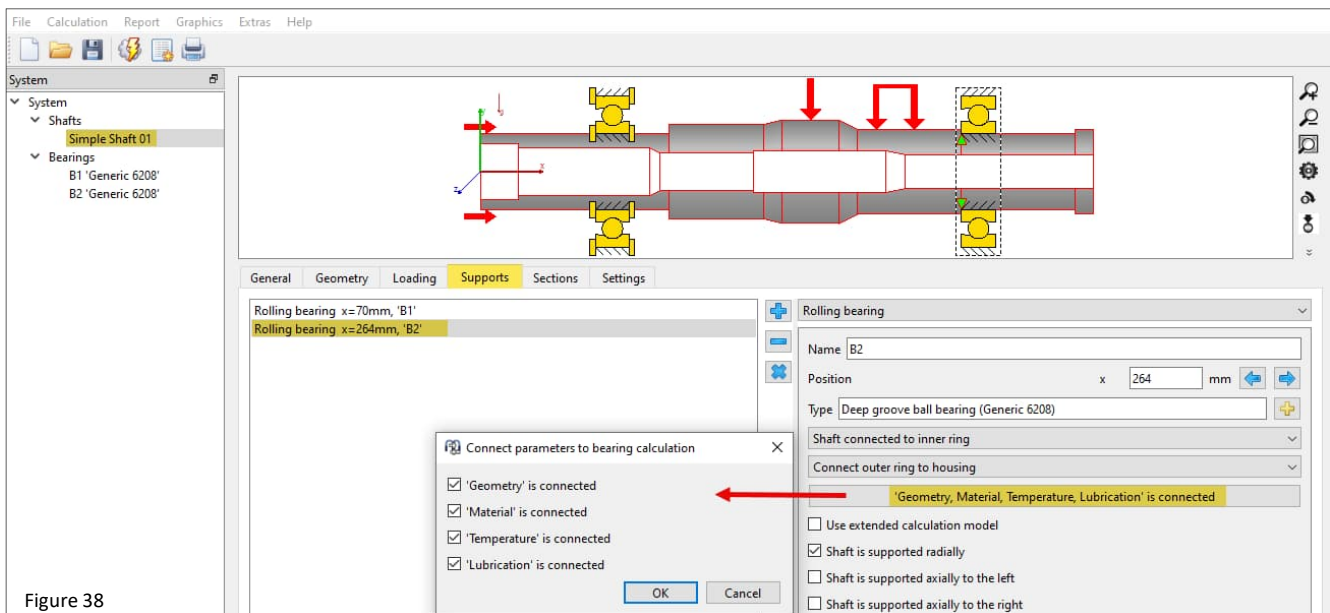 File Calculation Report Graphics Extras Help
System
System
Shafts
Simple Shaft 01
Bearings
B1 'Generic 6208'
B2 'Generic 6208'
y
x
z
General Geometry Loading Supports Sections Settings
Rolling bearing x=70mm, 'B1'
Rolling bearing x=264mm, 'B2'
Rolling bearing
Name B2
Position x 264 mm
Type Deep groove ball bearing (Generic 6208)
Shaft connected to inner ring
Connect outer ring to housing
'Geometry, Material, Temperature, Lubrication' is connected
Use extended calculation model
Shaft is supported radially
Shaft is supported axially to the left
Shaft is supported axially to the right
Connect parameters to bearing calculation
'Geometry' is connected
'Material' is connected
'Temperature' is connected
'Lubrication' is connected
OK Cancel
Figure 38